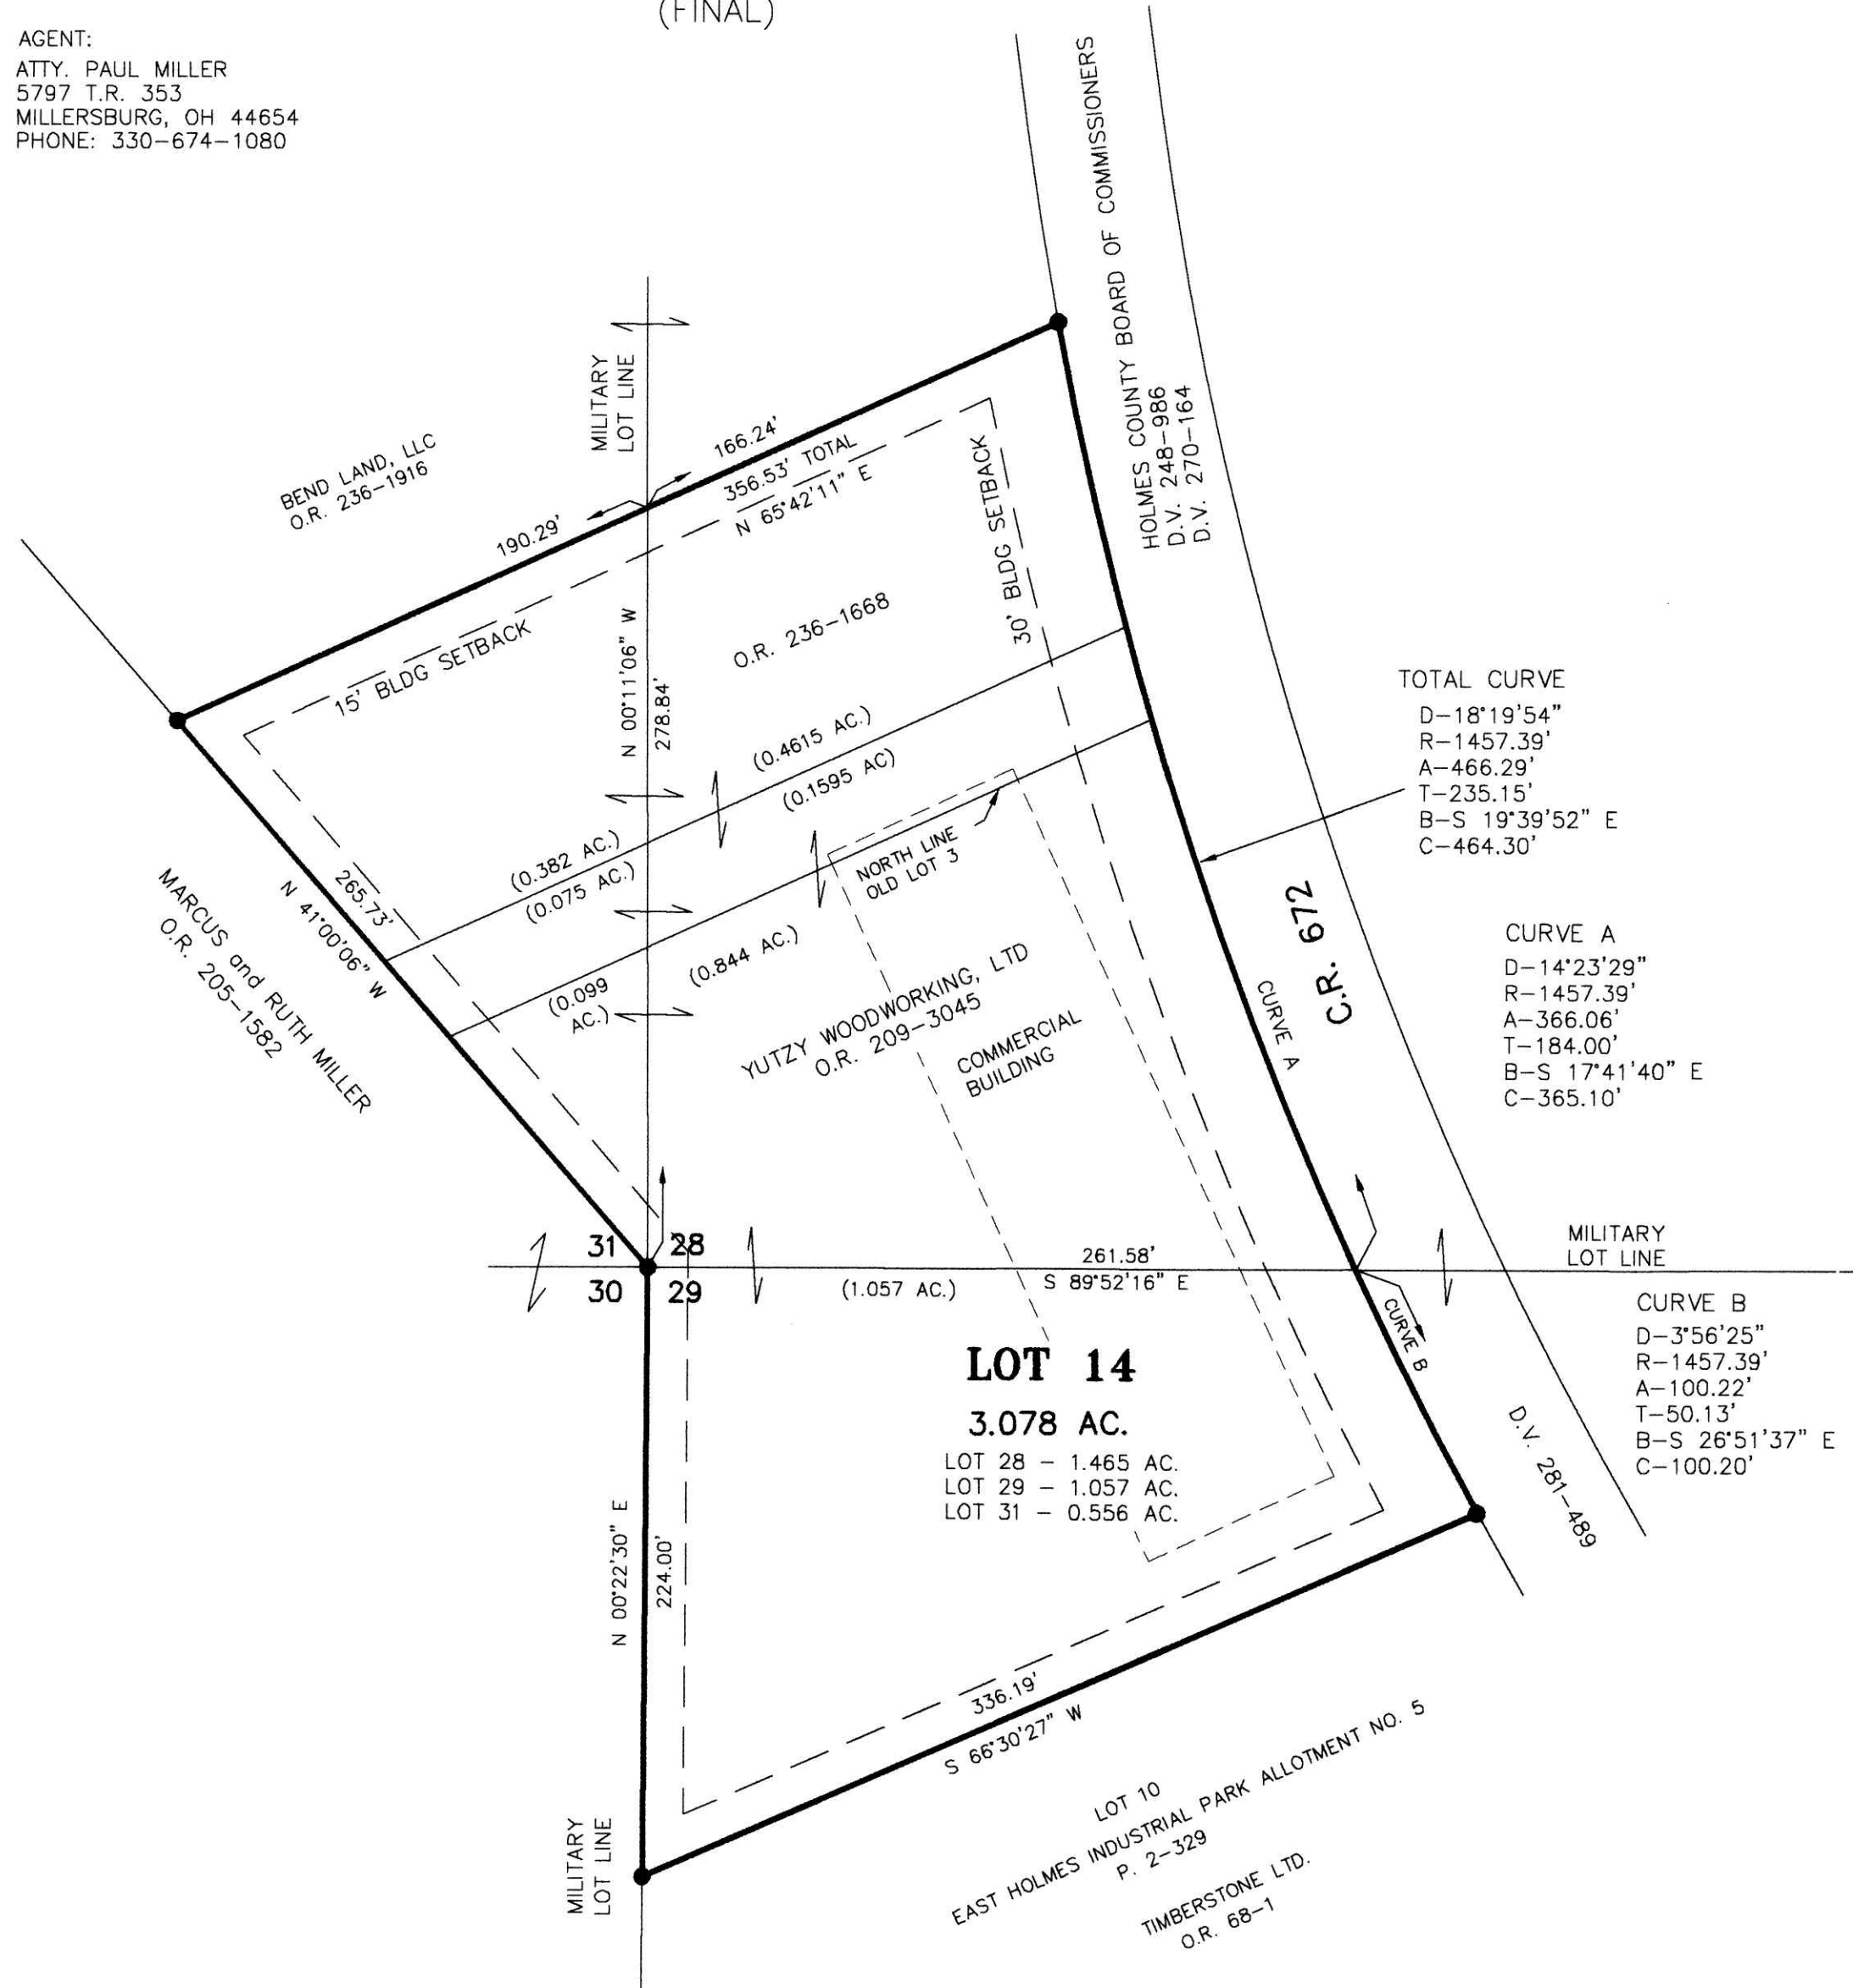 (FINAL)
AGENT:
ATTY. PAUL MILLER
5797 T.R. 353
MILLERSBURG, OH 44654
PHONE: 330-674-1080
HOLMES COUNTY BOARD OF COMMISSIONERS
D.V. 248-986
D.V. 270-164
MILITARY
LOT LINE
BEND LAND, LLC
O.R. 236-1916
166.24'
356.53' TOTAL
N 65°42'11" E
190.29'
15' BLDG SETBACK
30' BLDG SETBACK
O.R. 236-1668
N 00°11'06" W
278.84'
(0.4615 AC.)
(0.1595 AC)
(0.382 AC.)
(0.075 AC.)
NORTH LINE
OLD LOT 3
(0.844 AC.)
(0.099
AC.)
265.73'
N 41°00'06" W
MARCUS and RUTH MILLER
O.R. 205-1582
YUTZY WOODWORKING, LTD
O.R. 209-3045
COMMERCIAL
BUILDING
TOTAL CURVE
D-18°19'54"
R-1457.39'
A-466.29'
T-235.15'
B-S 19°39'52" E
C-464.30'
C.R. 672
CURVE A
CURVE A
D-14°23'29"
R-1457.39'
A-366.06'
T-184.00'
B-S 17°41'40" E
C-365.10'
31 28
30 29
261.58'
S 89°52'16" E
(1.057 AC.)
MILITARY
LOT LINE
CURVE B
CURVE B
D-3°56'25"
R-1457.39'
A-100.22'
T-50.13'
B-S 26°51'37" E
C-100.20'
LOT 14
3.078 AC.
LOT 28 - 1.465 AC.
LOT 29 - 1.057 AC.
LOT 31 - 0.556 AC.
D.V. 281-489
N 00°22'30" E
224.00'
336.19'
S 66°30'27" W
MILITARY
LOT LINE
LOT 10
EAST HOLMES INDUSTRIAL PARK ALLOTMENT NO. 5
P. 2-329
TIMBERSTONE LTD.
O.R. 68-1